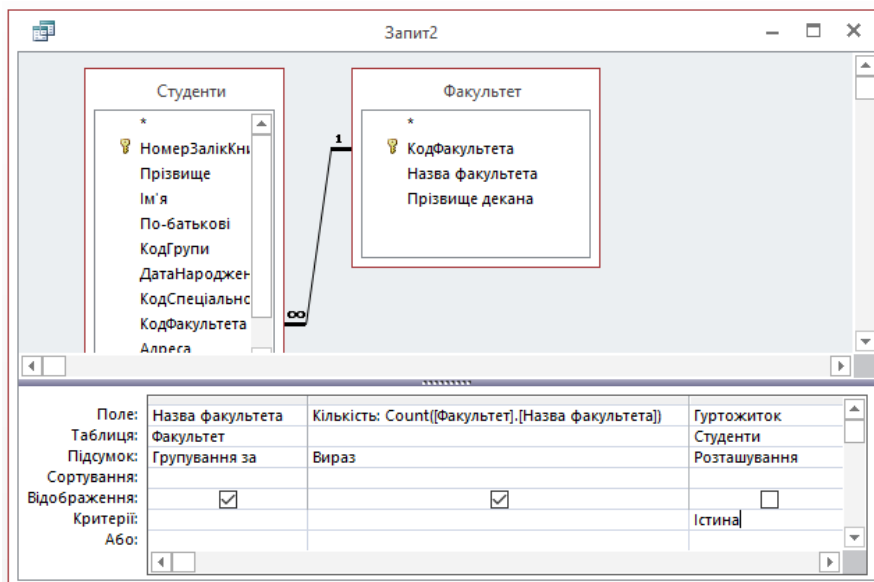 Запит2
Студенти
*
НомерЗалікКни
Прізвище
Ім'я
По-батькові
КодГрупи
ДатаНароджен
КодСпеціально
КодФакультета
Адреса
1
∞
Факультет
*
КодФакультета
Назва факультета
Прізвище декана
Поле: Назва факультета Кількість: Count([Факультет].[Назва факультета]) Гуртожиток
Таблиця: Факультет Студенти
Підсумок: Групування за Вираз Розташування
Сортування:
Відображення:
Критерії: Істина
Або: